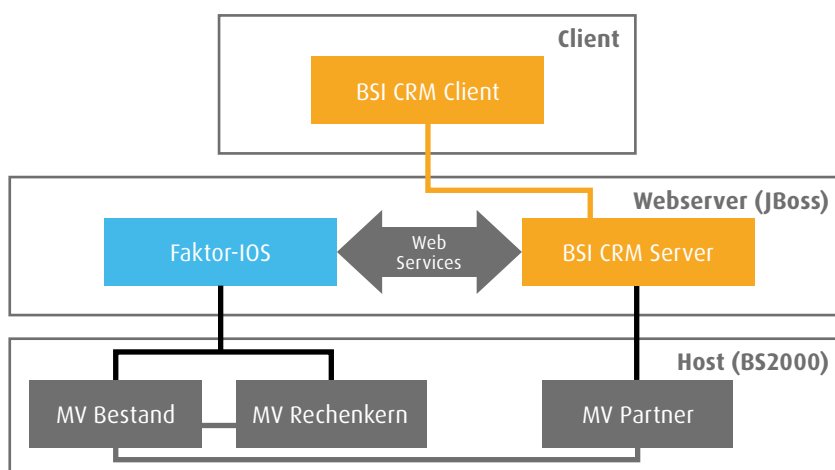 Client
BSI CRM Client
Webserver (JBoss)
Faktor-IOS
Web
Services
BSI CRM Server
Host (BS2000)
MV Bestand
MV Rechenkern
MV Partner